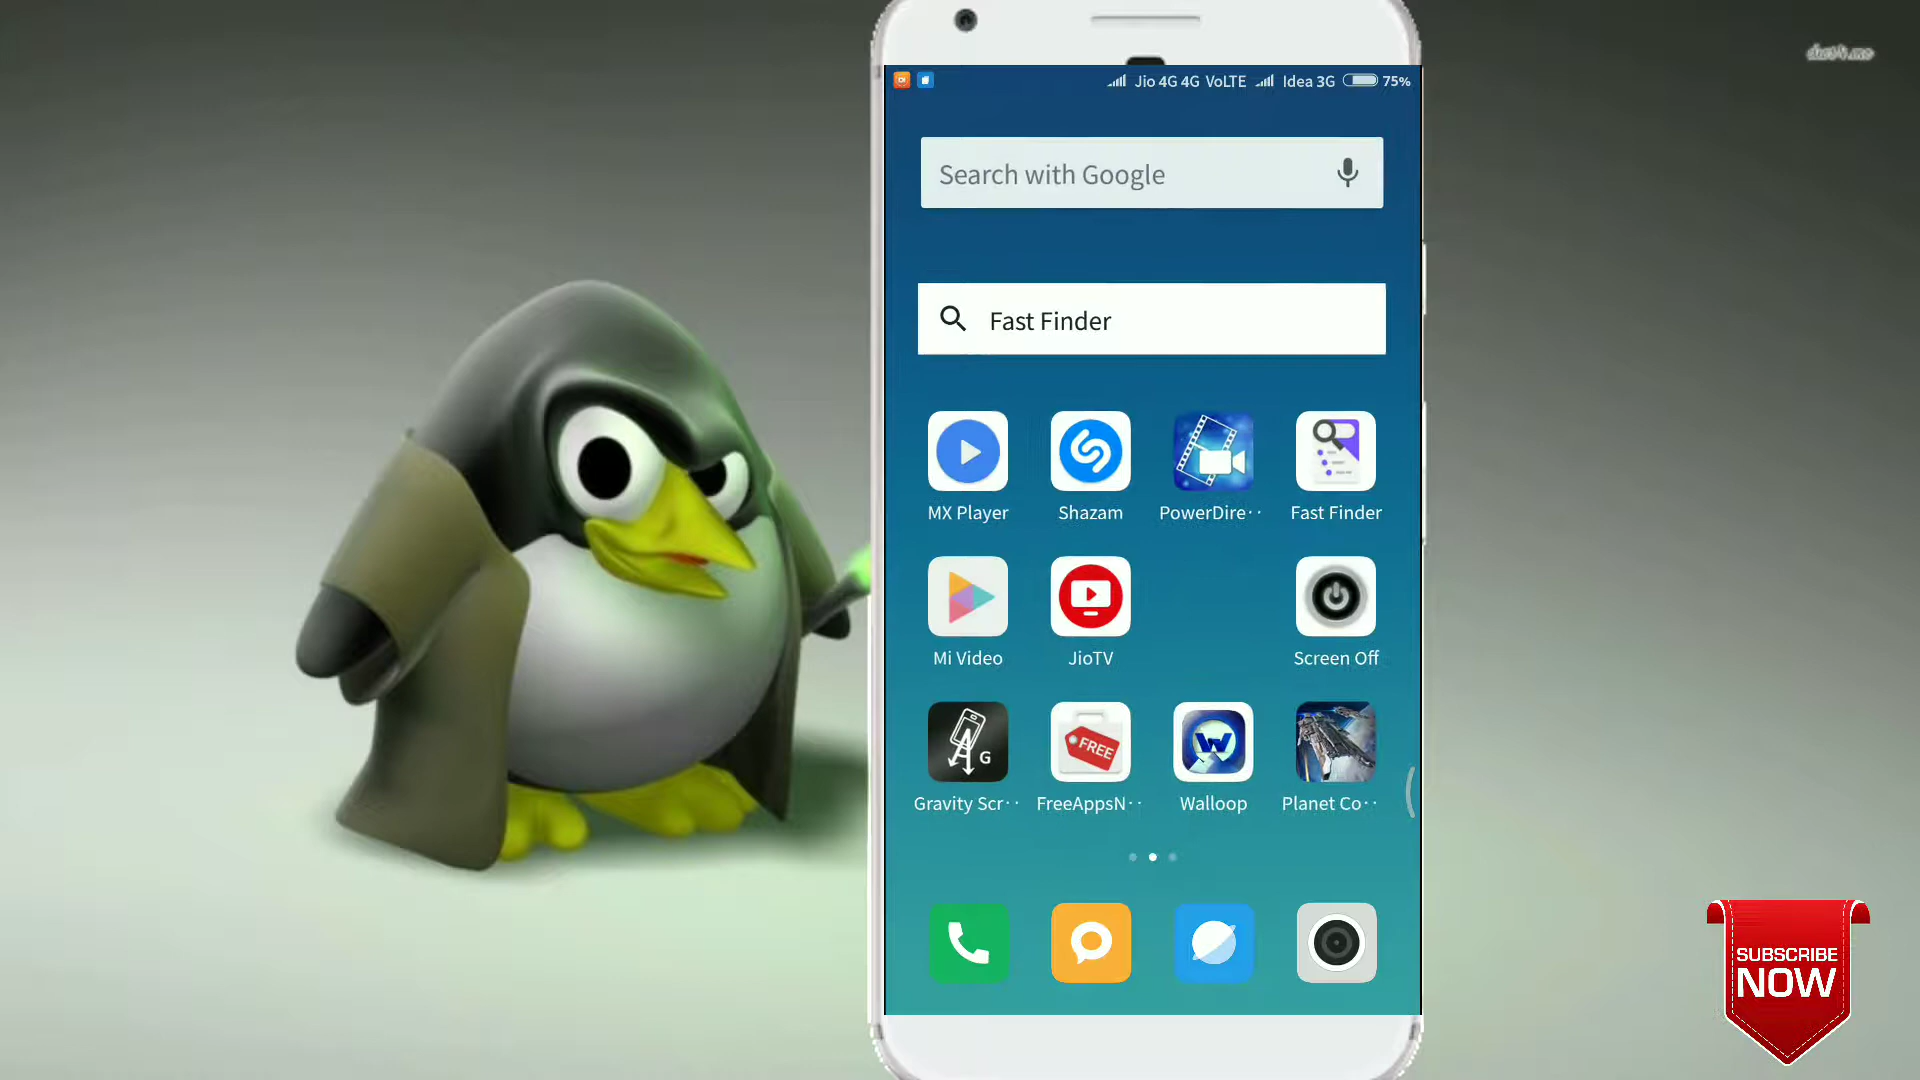 Jio 4G 4G VoLTE Idea 3G 75%
Search with Google
Fast Finder
MX Player Shazam PowerDire·· Fast Finder
Mi Video JioTV Screen Off
G FREE W
Gravity Scr·· FreeAppsN·· Walloop Planet Co··
SUBSCRIBE
NOW